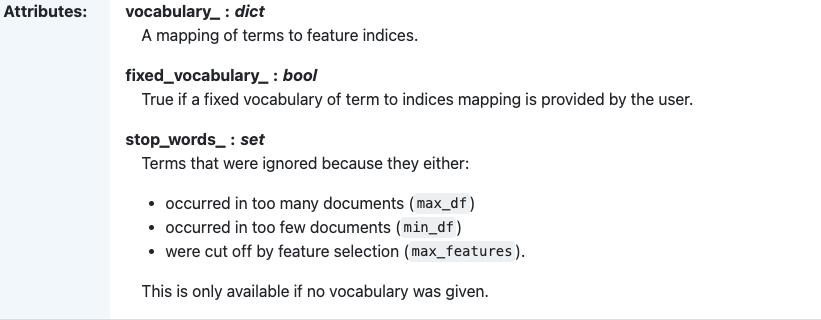 Attributes:
vocabulary_ : dict
A mapping of terms to feature indices.
fixed_vocabulary_ : bool
True if a fixed vocabulary of term to indices mapping is provided by the user.
stop_words_ : set
Terms that were ignored because they either:
• occurred in too many documents (max_df)
• occurred in too few documents (min_df)
• were cut off by feature selection (max_features).
This is only available if no vocabulary was given.